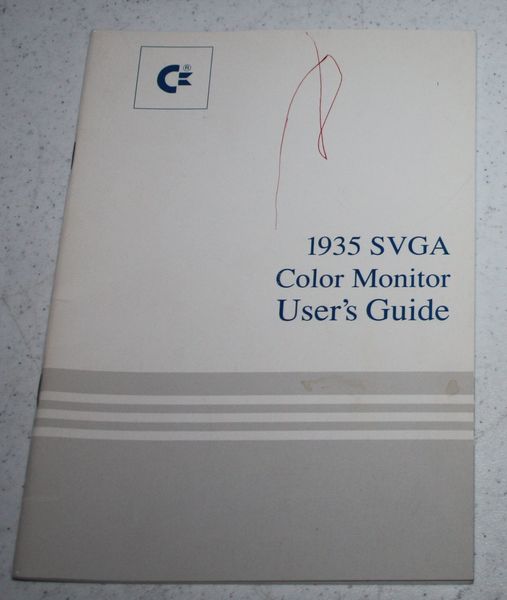 ®
1935 SVGA
Color Monitor
User's Guide